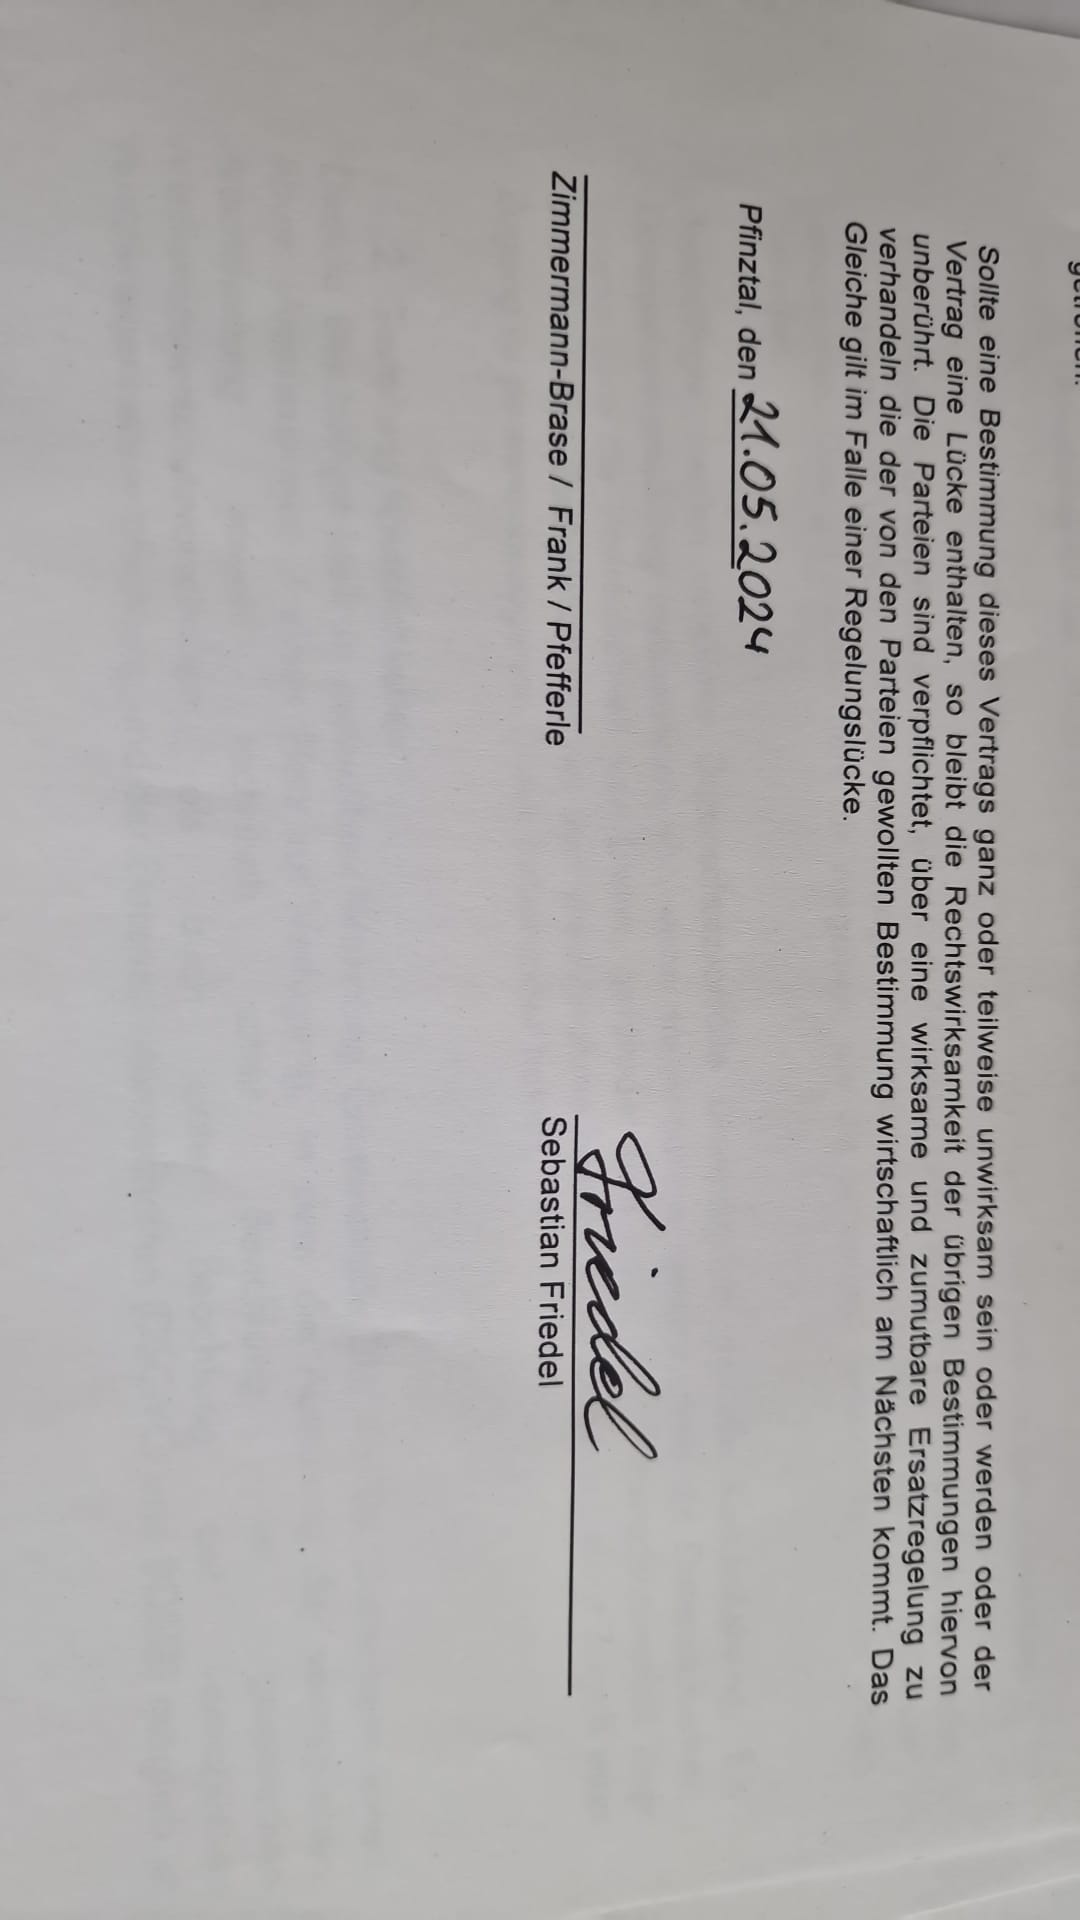 getroffen.
Sollte eine Bestimmung dieses Vertrags ganz oder teilweise unwirksam sein oder werden oder der
Vertrag eine Lücke enthalten, so bleibt die Rechtswirksamkeit der übrigen Bestimmungen hiervon
unberührt. Die Parteien sind verpflichtet, über eine wirksame und zumutbare Ersatzregelung zu
verhandeln die der von den Parteien gewollten Bestimmung wirtschaftlich am Nächsten kommt. Das
Gleiche gilt im Falle einer Regelungslücke.
Pfinztal, den 21.05.2024
Friedel
Zimmermann-Brase / Frank / Pfefferle Sebastian Friedel